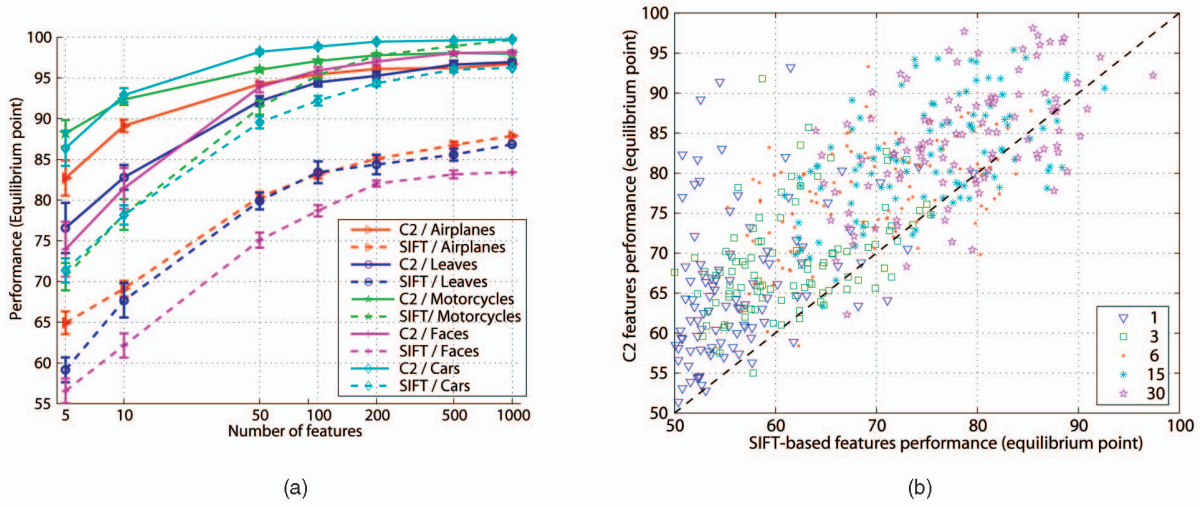 100
95
90
85
80
75
70
65
60
55
Performance (Equilibrium point)
5 10 50 100 200 500 1000
Number of features
C2 / Airplanes
SIFT / Airplanes
C2 / Leaves
SIFT / Leaves
C2 / Motorcycles
SIFT / Motorcycles
C2 / Faces
SIFT / Faces
C2 / Cars
SIFT / Cars
(a)
100
95
90
85
80
75
70
65
60
55
50
C2 features performance (equilibrium point)
50 60 70 80 90 100
SIFT-based features performance (equilibrium point)
1
3
6
15
30
(b)